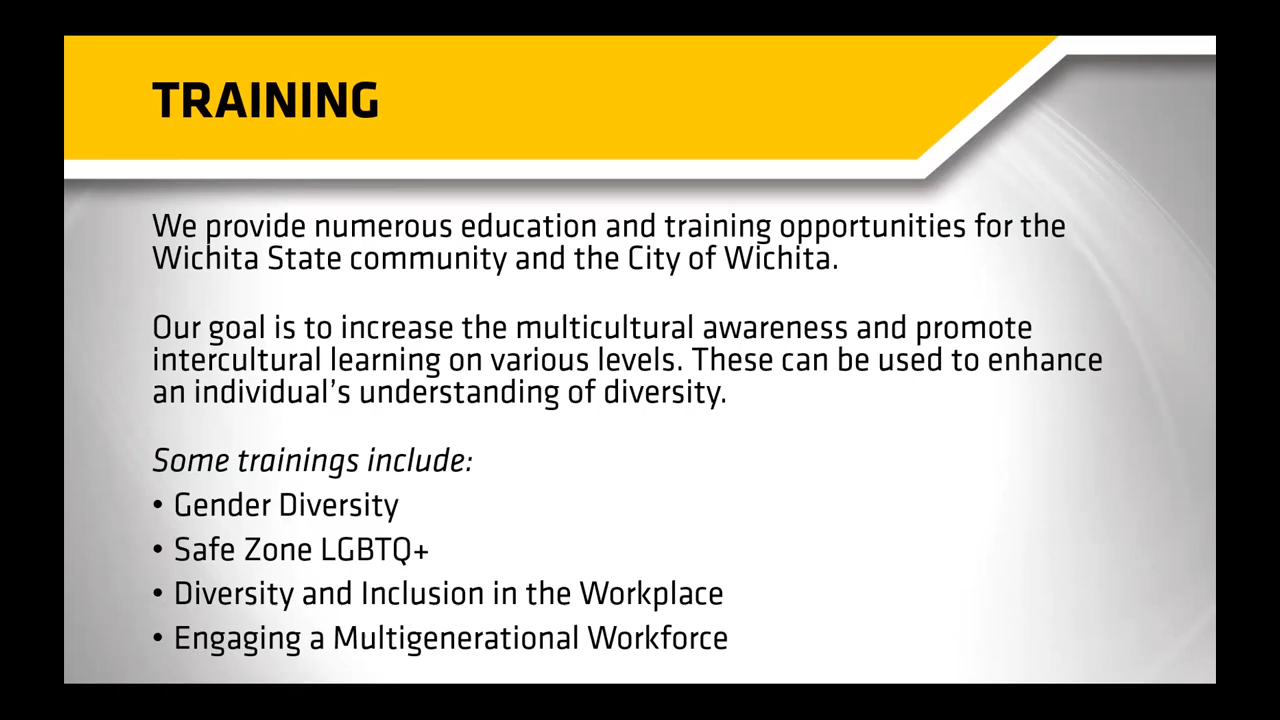 TRAINING
We provide numerous education and training opportunities for the
Wichita State community and the City of Wichita.
Our goal is to increase the multicultural awareness and promote
intercultural learning on various levels. These can be used to enhance
an individual’s understanding of diversity.
Some trainings include:
• Gender Diversity
• Safe Zone LGBTQ+
• Diversity and Inclusion in the Workplace
• Engaging a Multigenerational Workforce